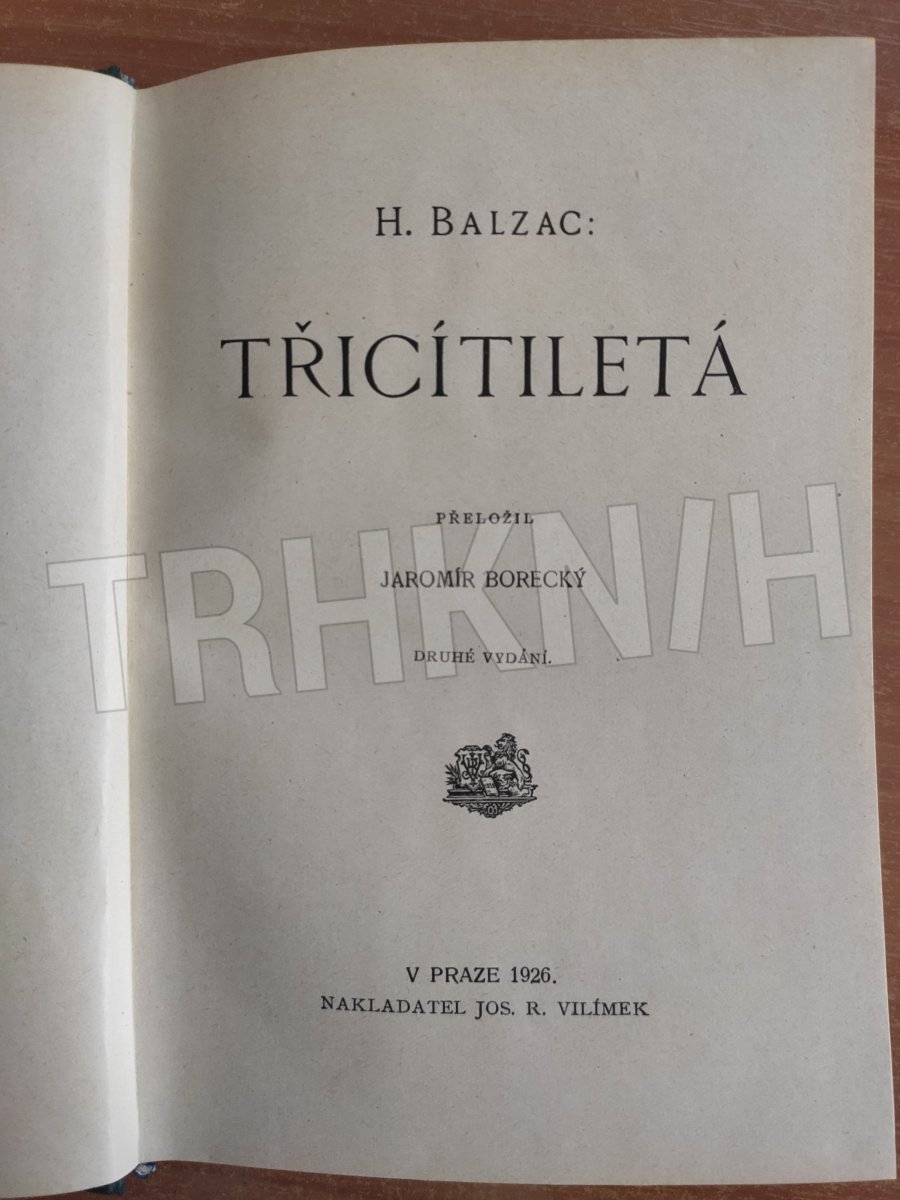 H. BALZAC:
TŘICÍTILETÁ
PŘELOŽIL
JAROMÍR BORECKÝ
DRUHÉ VYDÁNÍ.
V PRAZE 1926.
NAKLADATEL JOS. R. VILÍMEK
TRHKNIH